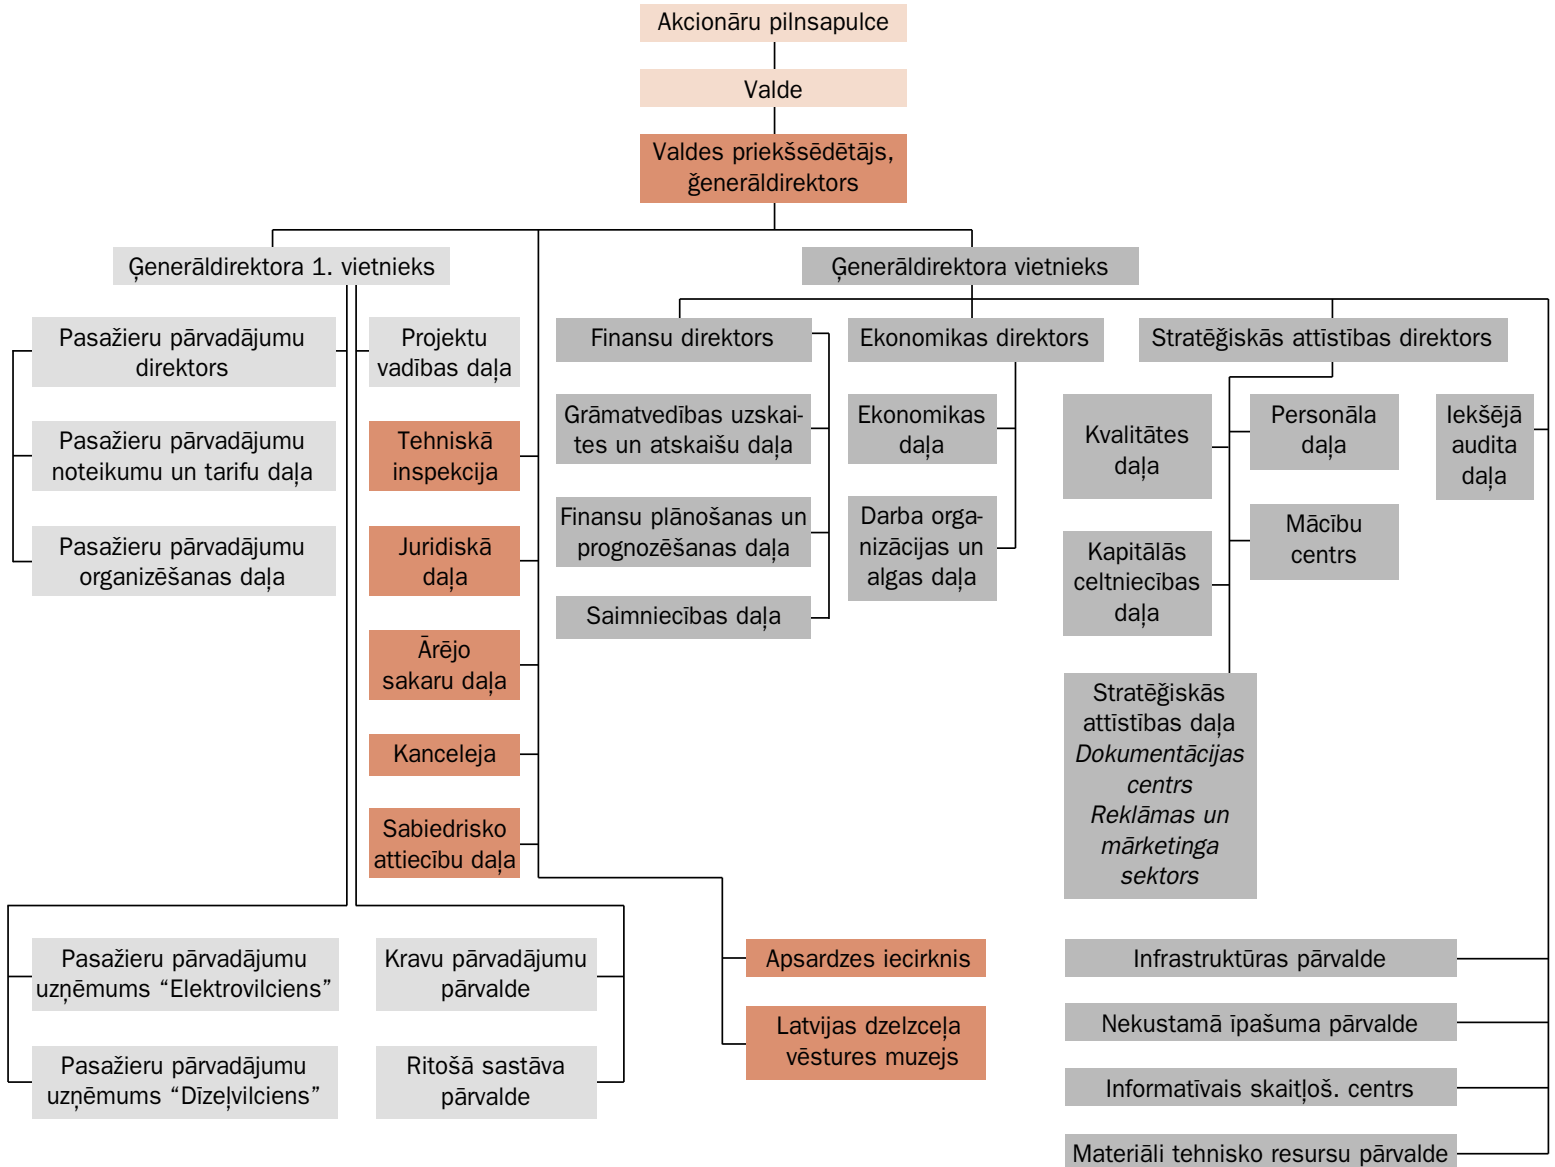 Akcionāru pilnsapulce
Valde
Valdes priekšsēdētājs,
ģenerāldirektors
Ģenerāldirektora 1. vietnieks
Ģenerāldirektora vietnieks
Pasažieru pārvadājumu
direktors
Pasažieru pārvadājumu
noteikumu un tarifu daļa
Pasažieru pārvadājumu
organizēšanas daļa
Projektu
vadības daļa
Tehniskā
inspekcija
Juridiskā
daļa
Ārējo
sakaru daļa
Kanceleja
Sabiedrisko
attiecību daļa
Finansu direktors
Grāmatvedības uzskai-
tes un atskaišu daļa
Finansu plānošanas un
prognozēšanas daļa
Saimniecības daļa
Ekonomikas direktors
Ekonomikas
daļa
Darba orga-
nizācijas un
algas daļa
Stratēģiskās attīstības direktors
Kvalitātes
daļa
Kapitālās
celtniecības
daļa
Personāla
daļa
Mācību
centrs
Stratēģiskās
attīstības daļa
Dokumentācijas
centrs
Reklāmas un
mārketinga
sektors
Iekšējā
audita
daļa
Pasažieru pārvadājumu
uzņēmums “Elektrovilciens”
Pasažieru pārvadājumu
uzņēmums “Dīzeļvilciens”
Kravu pārvadājumu
pārvalde
Ritošā sastāva
pārvalde
Apsardzes iecirknis
Latvijas dzelzceļa
vēstures muzejs
Infrastruktūras pārvalde
Nekustamā īpašuma pārvalde
Informatīvais skaitļoš. centrs
Materiāli tehnisko resursu pārvalde